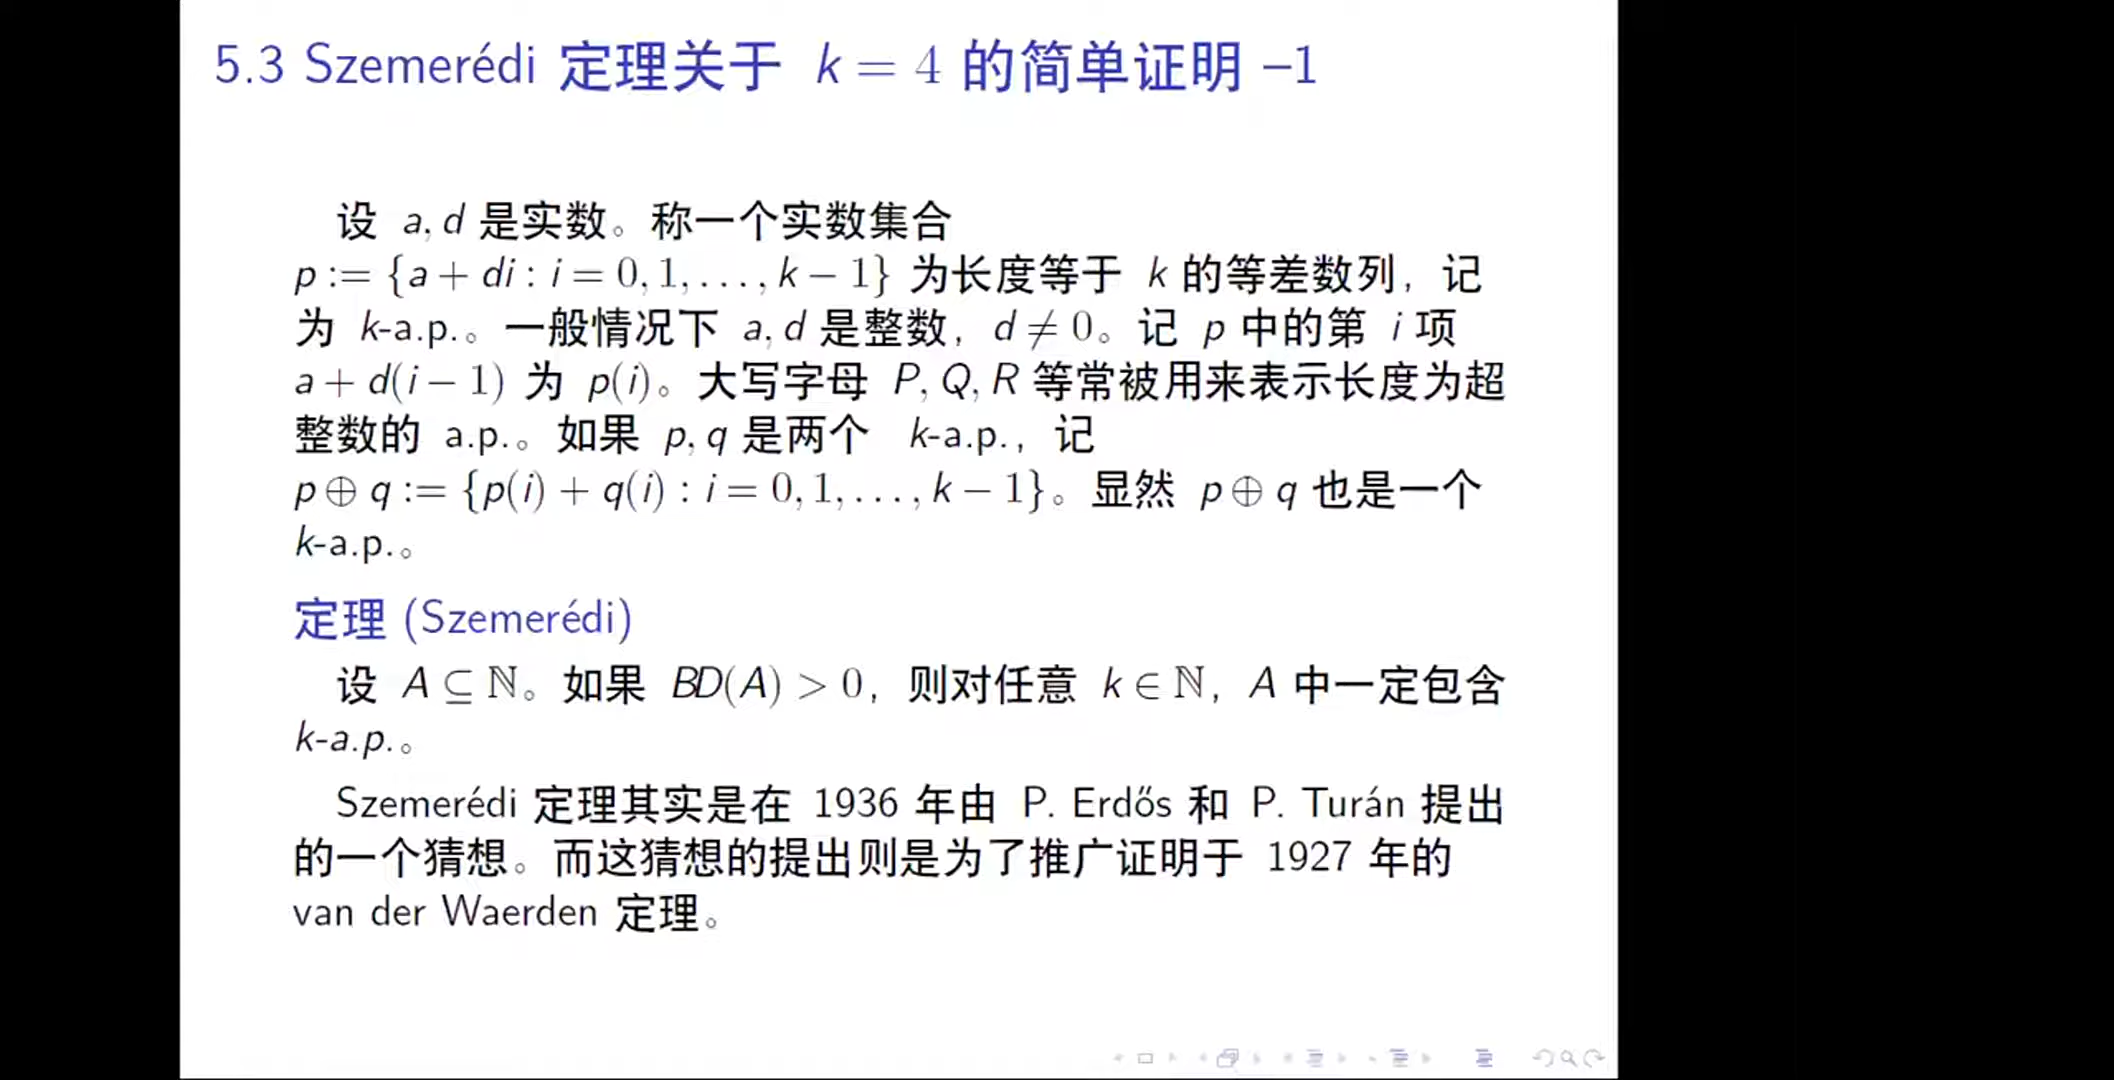 5.3 Szemerédi 定理关于 k = 4 的简单证明 –1
设 a, d 是实数。称一个实数集合
p := {a + di : i = 0, 1, . . . , k − 1} 为长度等于 k 的等差数列，记
为 k-a.p.。一般情况下 a, d 是整数，d ≠ 0。记 p 中的第 i 项
a + d(i − 1) 为 p(i)。大写字母 P, Q, R 等常被用来表示长度为超
整数的 a.p.。如果 p, q 是两个 k-a.p.，记
p ⊕ q := {p(i) + q(i) : i = 0, 1, . . . , k − 1}。显然 p ⊕ q 也是一个
k-a.p.。
定理 (Szemerédi)
设 A ⊆ ℕ。如果 BD(A) > 0，则对任意 k ∈ ℕ，A 中一定包含
k-a.p.。
Szemerédi 定理其实是在 1936 年由 P. Erdős 和 P. Turán 提出
的一个猜想。而这猜想的提出则是为了推广证明于 1927 年的
van der Waerden 定理。